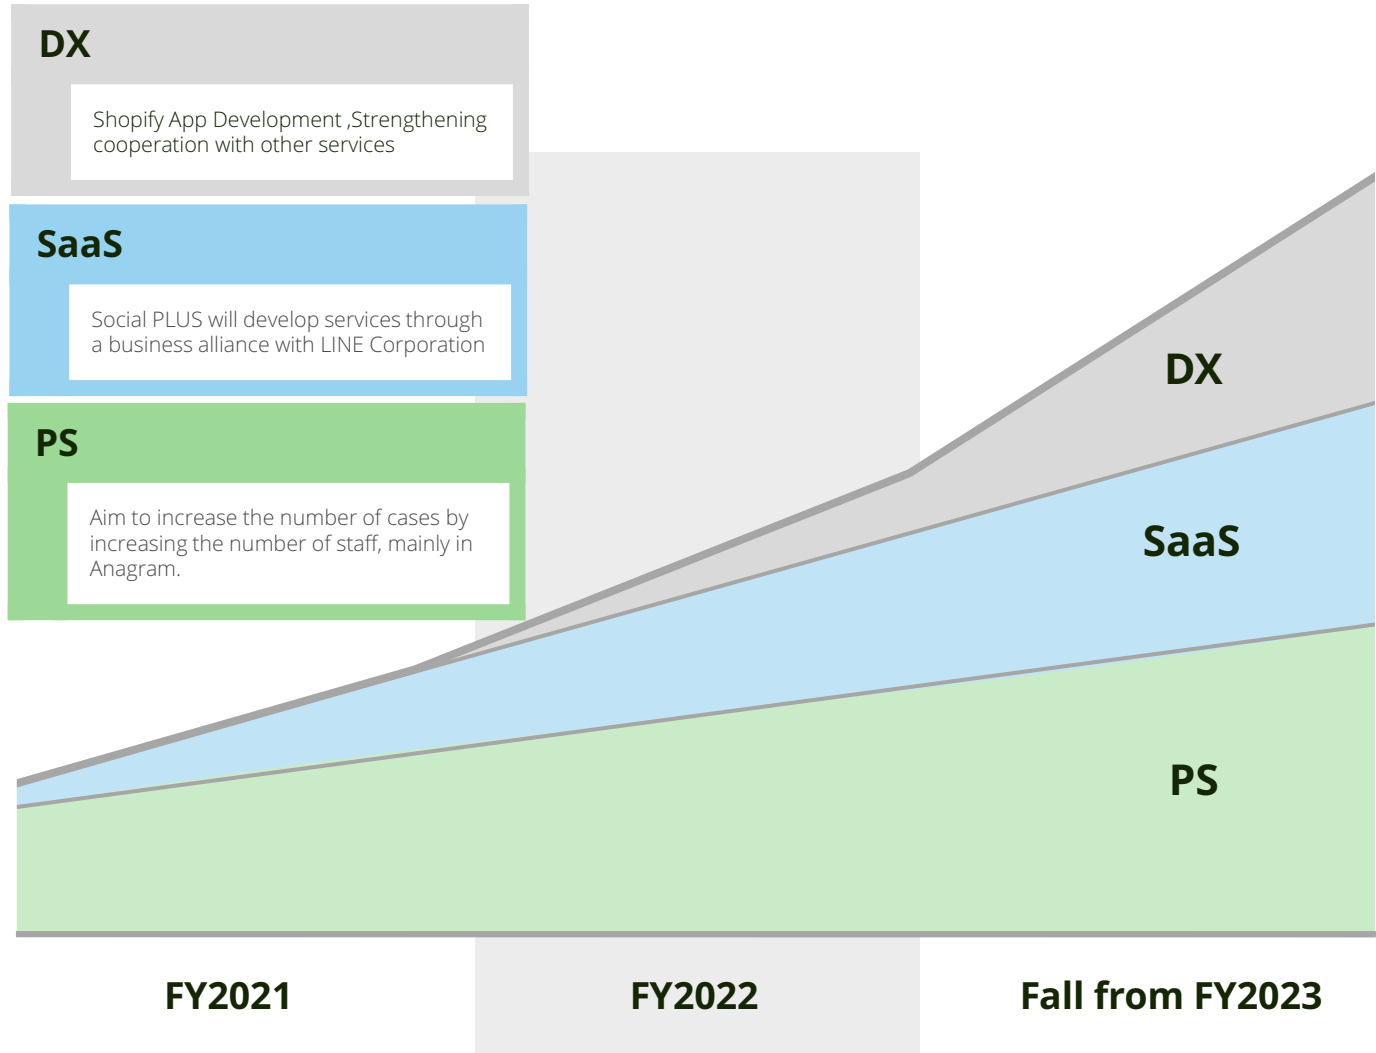 DX
Shopify App Development ,Strengthening
cooperation with other services
SaaS
Social PLUS will develop services through
a business alliance with LINE Corporation
PS
Aim to increase the number of cases by
increasing the number of staff, mainly in
Anagram.
DX
SaaS
PS
FY2021
FY2022
Fall from FY2023